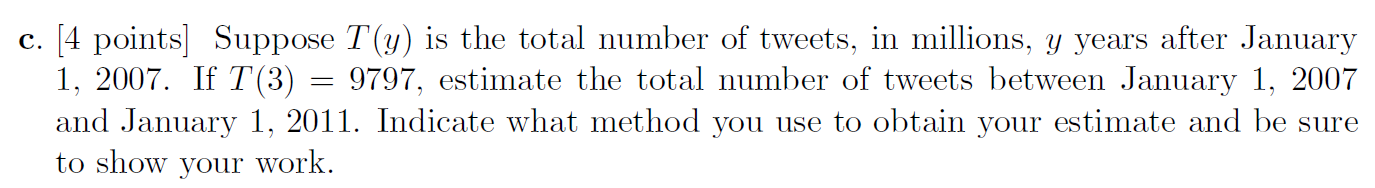 c. [4 points] Suppose T(y) is the total number of tweets, in millions, y years after January
1, 2007. If T(3) = 9797, estimate the total number of tweets between January 1, 2007
and January 1, 2011. Indicate what method you use to obtain your estimate and be sure
to show your work.